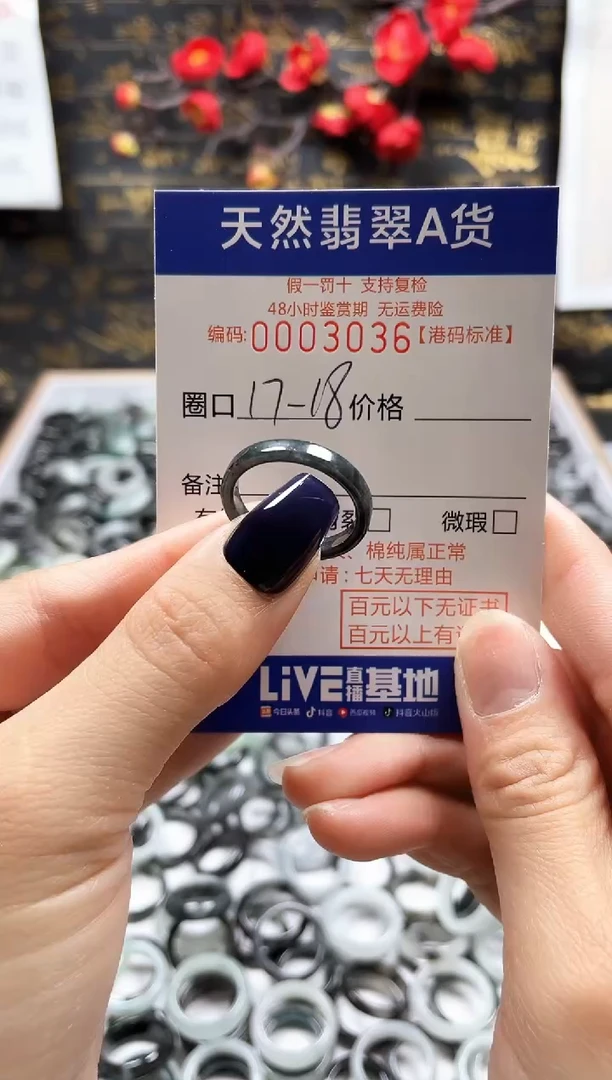 天然翡翠A货
假一罚十 支持复检
48小时鉴赏期 无运费险
编码:0003036【港码标准】
圈口 17-18 价格
备注
微瑕
棉纯属正常
申请:七天无理由
百元以下无证书
百元以上有
LiVE直播基地
今日头条 抖音 西瓜视频 抖音火山版